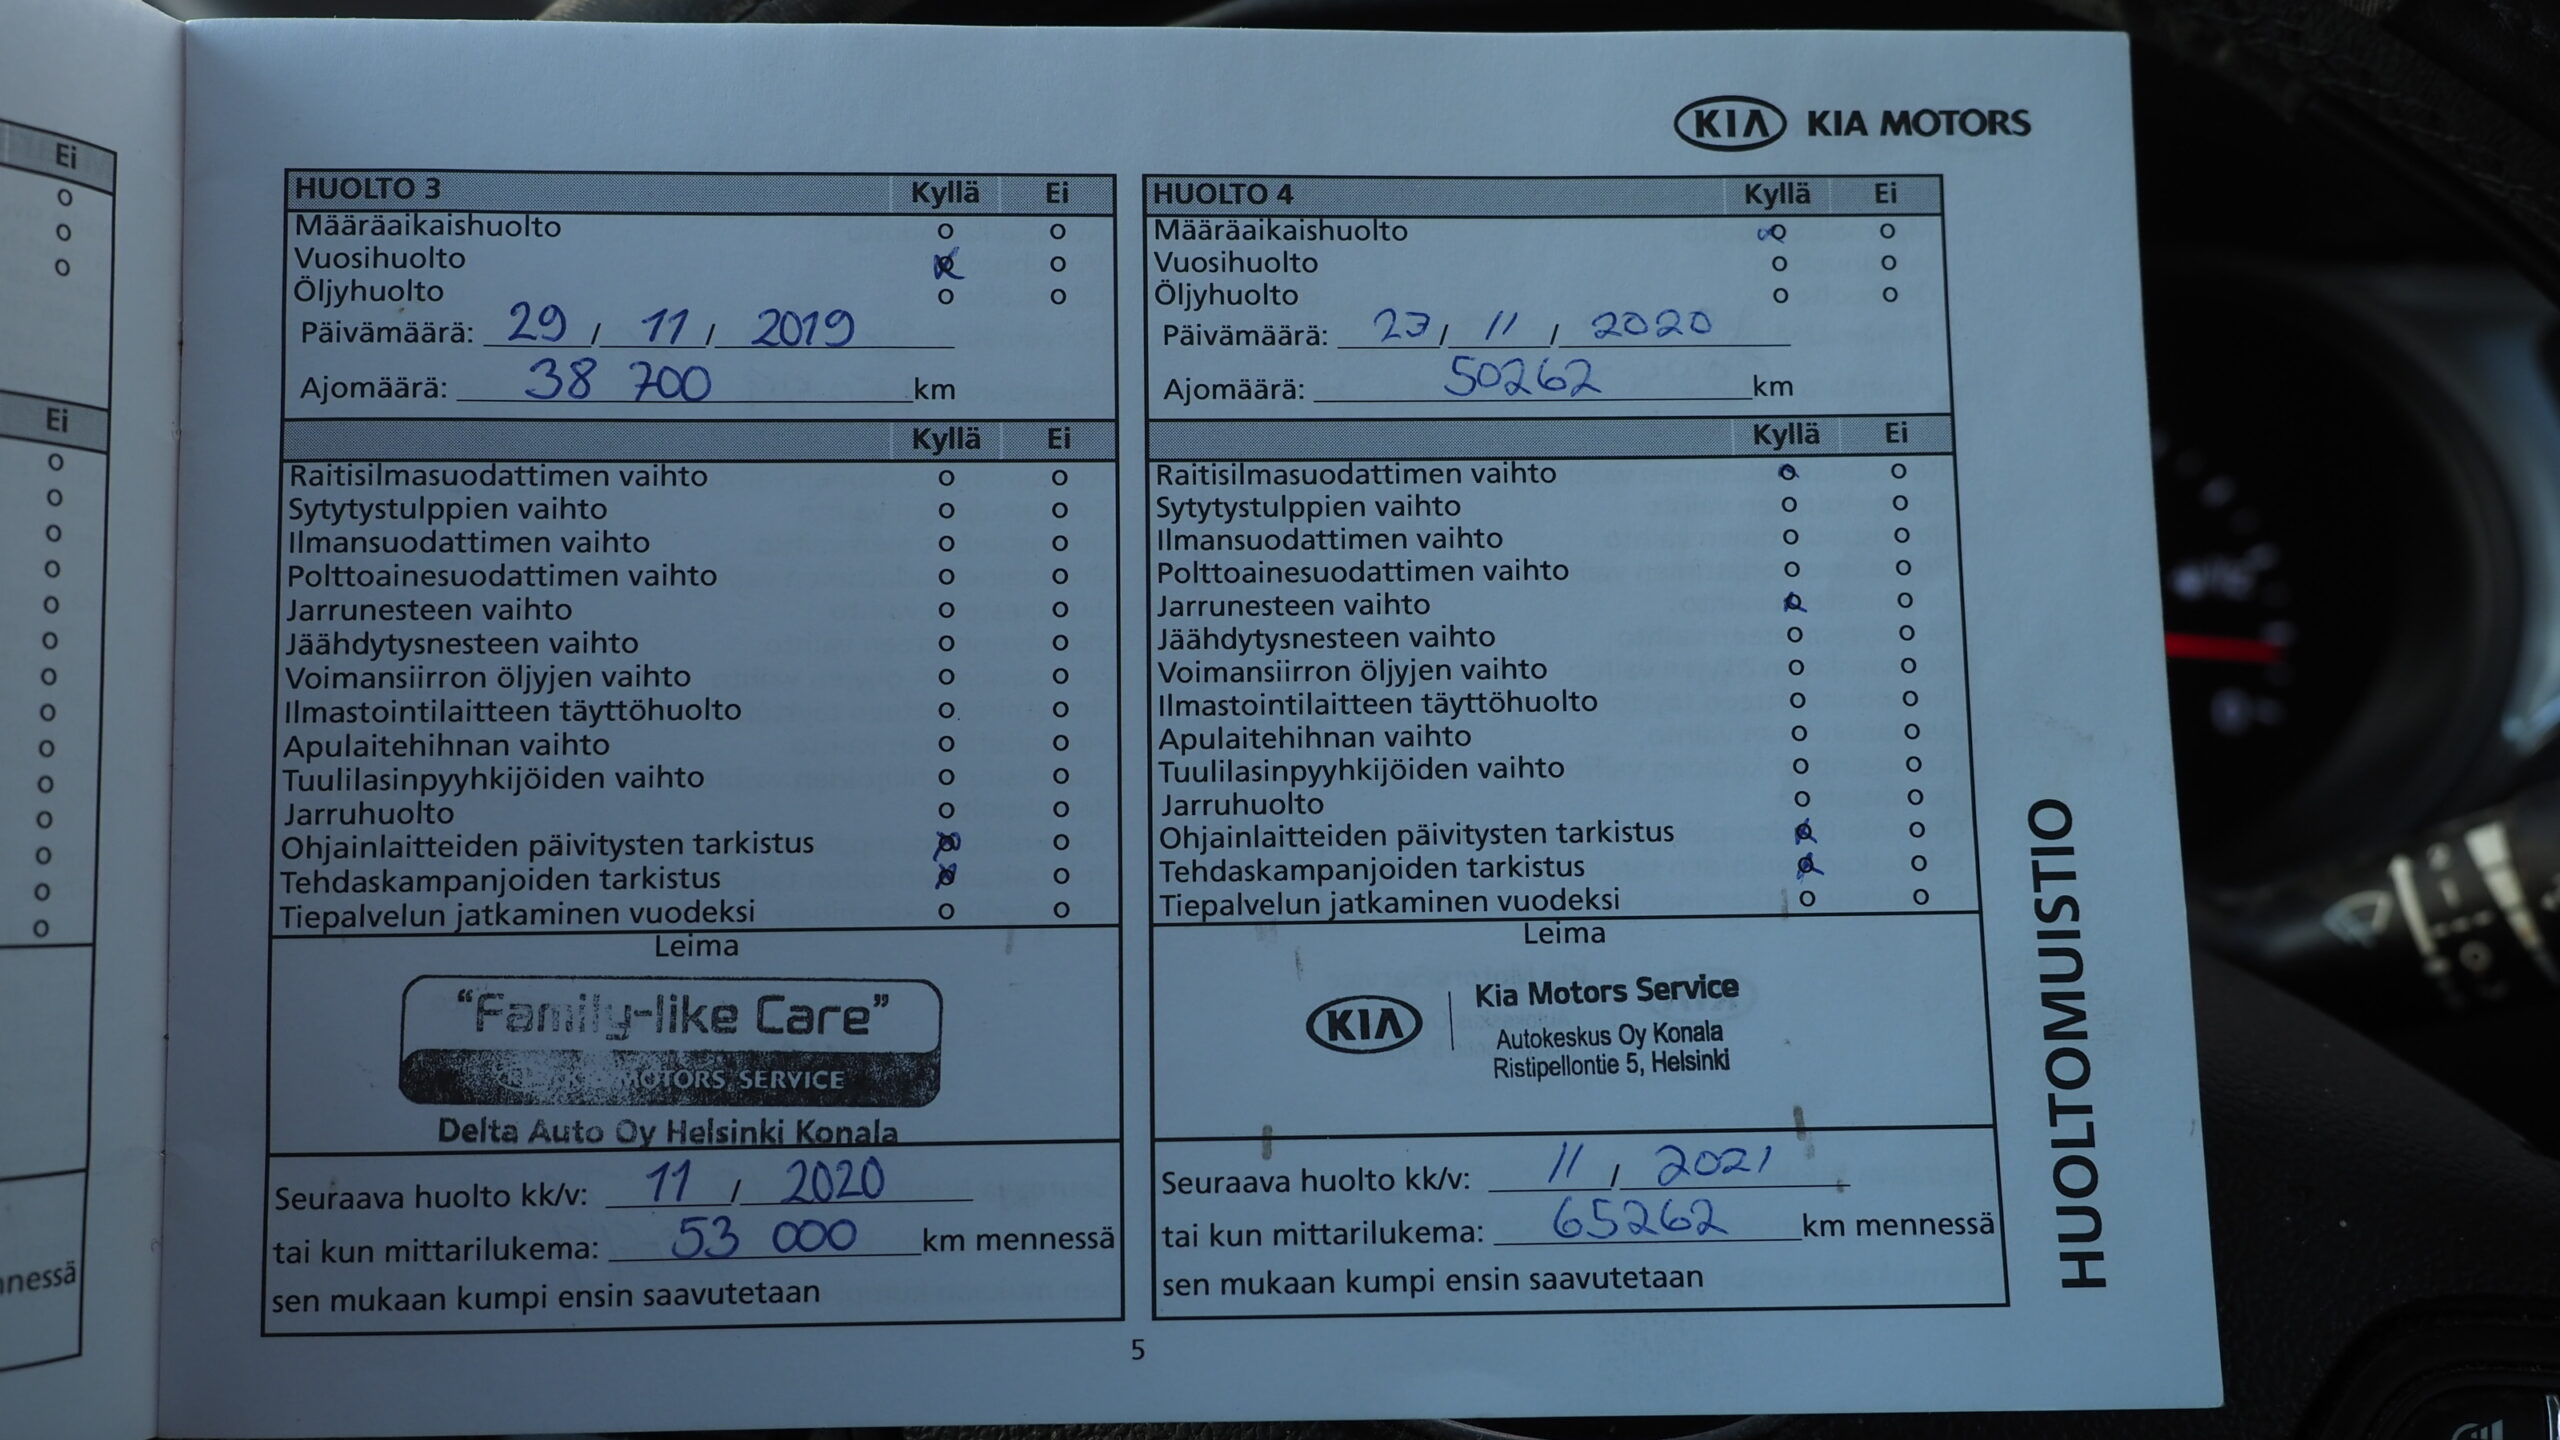 KIA KIA MOTORS
Ei
o
o
o
Ei
o
o
o
o
o
o
o
o
o
o
o
o
o
o
nnessä
HUOLTO 3 Kyllä Ei
Määräaikaishuolto o o
Vuosihuolto o o
Öljyhuolto o o
Päivämäärä: 29 / 11 / 2019
Ajomäärä: 38 700 km
Kyllä Ei
Raitisilmasuodattimen vaihto o o
Sytytystulppien vaihto o o
Ilmansuodattimen vaihto o o
Polttoainesuodattimen vaihto o o
Jarrunesteen vaihto o o
Jäähdytysnesteen vaihto o o
Voimansiirron öljyjen vaihto o o
Ilmastointilaitteen täyttöhuolto o o
Apulaitehihnan vaihto o o
Tuulilasinpyyhkijöiden vaihto o o
Jarruhuolto o o
Ohjainlaitteiden päivitysten tarkistus o o
Tehdaskampanjoiden tarkistus o o
Tiepalvelun jatkaminen vuodeksi o o
Leima
"Family-like Care"
KIA MOTORS SERVICE
Delta Auto Oy Helsinki Konala
Seuraava huolto kk/v: 11 / 2020
tai kun mittarilukema: 53 000 km mennessä
sen mukaan kumpi ensin saavutetaan
HUOLTO 4 Kyllä Ei
Määräaikaishuolto o o
Vuosihuolto o o
Öljyhuolto o o
Päivämäärä: 23 / 11 / 2020
Ajomäärä: 50262 km
Kyllä Ei
Raitisilmasuodattimen vaihto o o
Sytytystulppien vaihto o o
Ilmansuodattimen vaihto o o
Polttoainesuodattimen vaihto o o
Jarrunesteen vaihto o o
Jäähdytysnesteen vaihto o o
Voimansiirron öljyjen vaihto o o
Ilmastointilaitteen täyttöhuolto o o
Apulaitehihnan vaihto o o
Tuulilasinpyyhkijöiden vaihto o o
Jarruhuolto o o
Ohjainlaitteiden päivitysten tarkistus o o
Tehdaskampanjoiden tarkistus o o
Tiepalvelun jatkaminen vuodeksi o o
Leima
KIA Kia Motors Service
Autokeskus Oy Konala
Ristipellontie 5, Helsinki
Seuraava huolto kk/v: 11 / 2021
tai kun mittarilukema: 65262 km mennessä
sen mukaan kumpi ensin saavutetaan
HUOLTOMUISTIO
5